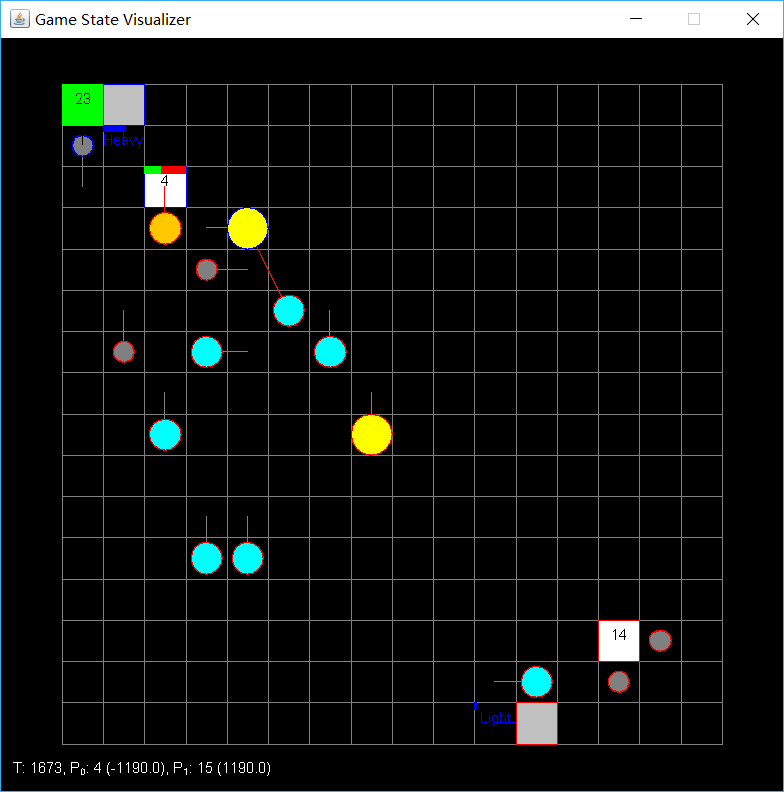 Game State Visualizer
23
Heavy
4
14
Light
T: 1673, P₀: 4 (-1190.0), P₁: 15 (1190.0)